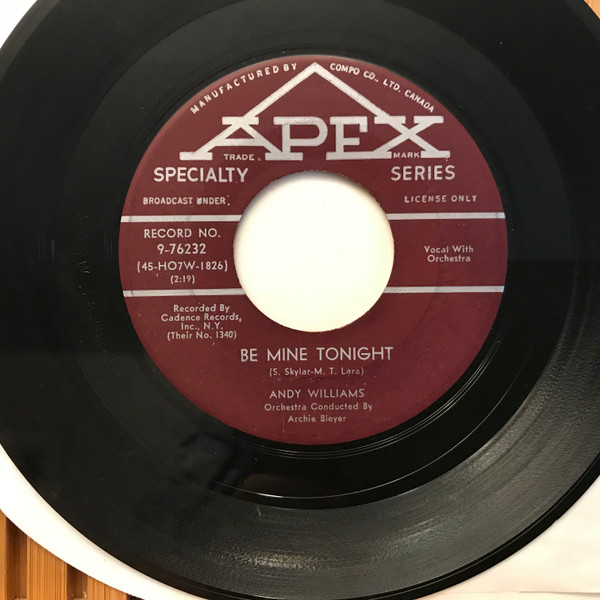 MANUFACTURED BY COMPO CO., LTD. CANADA
APEX
TRADE MARK
SPECIALTY SERIES
BROADCAST UNDER LICENSE ONLY
RECORD NO.
9-76232
(45-HO7W-1826)
(2:19)
Vocal With
Orchestra
Recorded By
Cadence Records,
Inc., N.Y.
(Their No. 1340)
BE MINE TONIGHT
(S. Skylar-M. T. Lara)
ANDY WILLIAMS
Orchestra Conducted By
Archie Bleyer